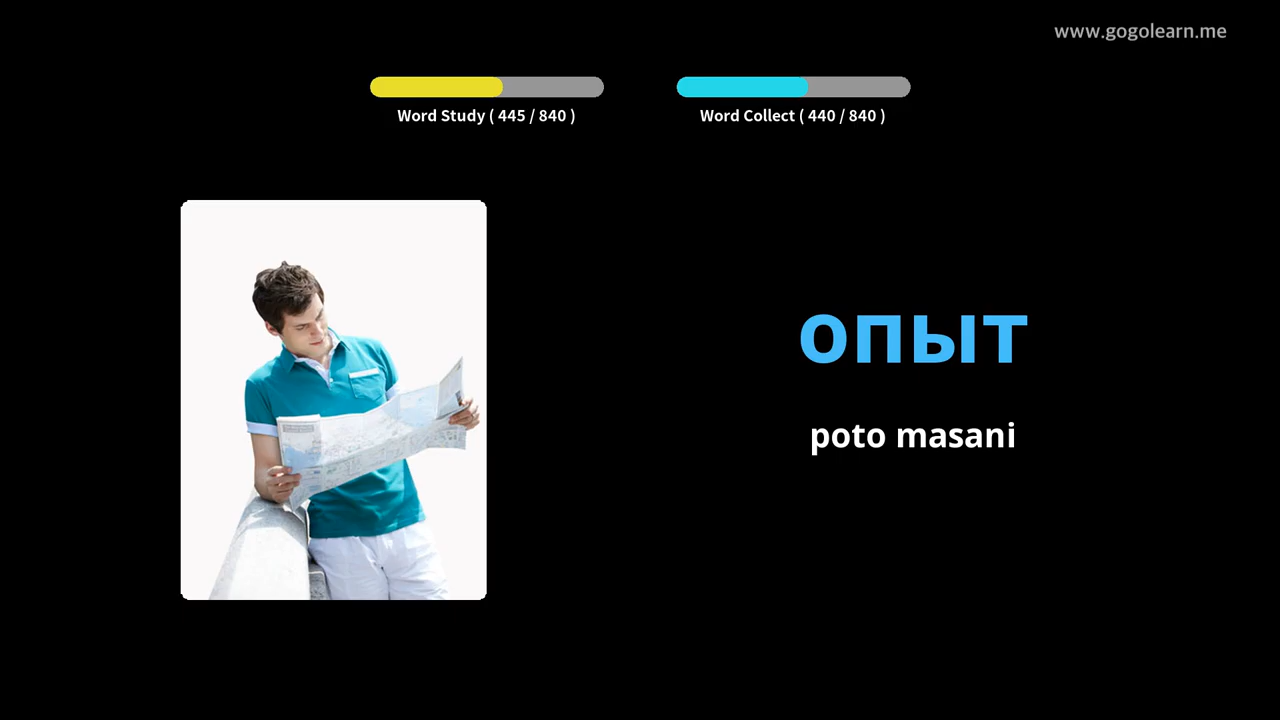 www.gogolearn.me
Word Study ( 445 / 840 )
Word Collect ( 440 / 840 )
опыт
poto masani